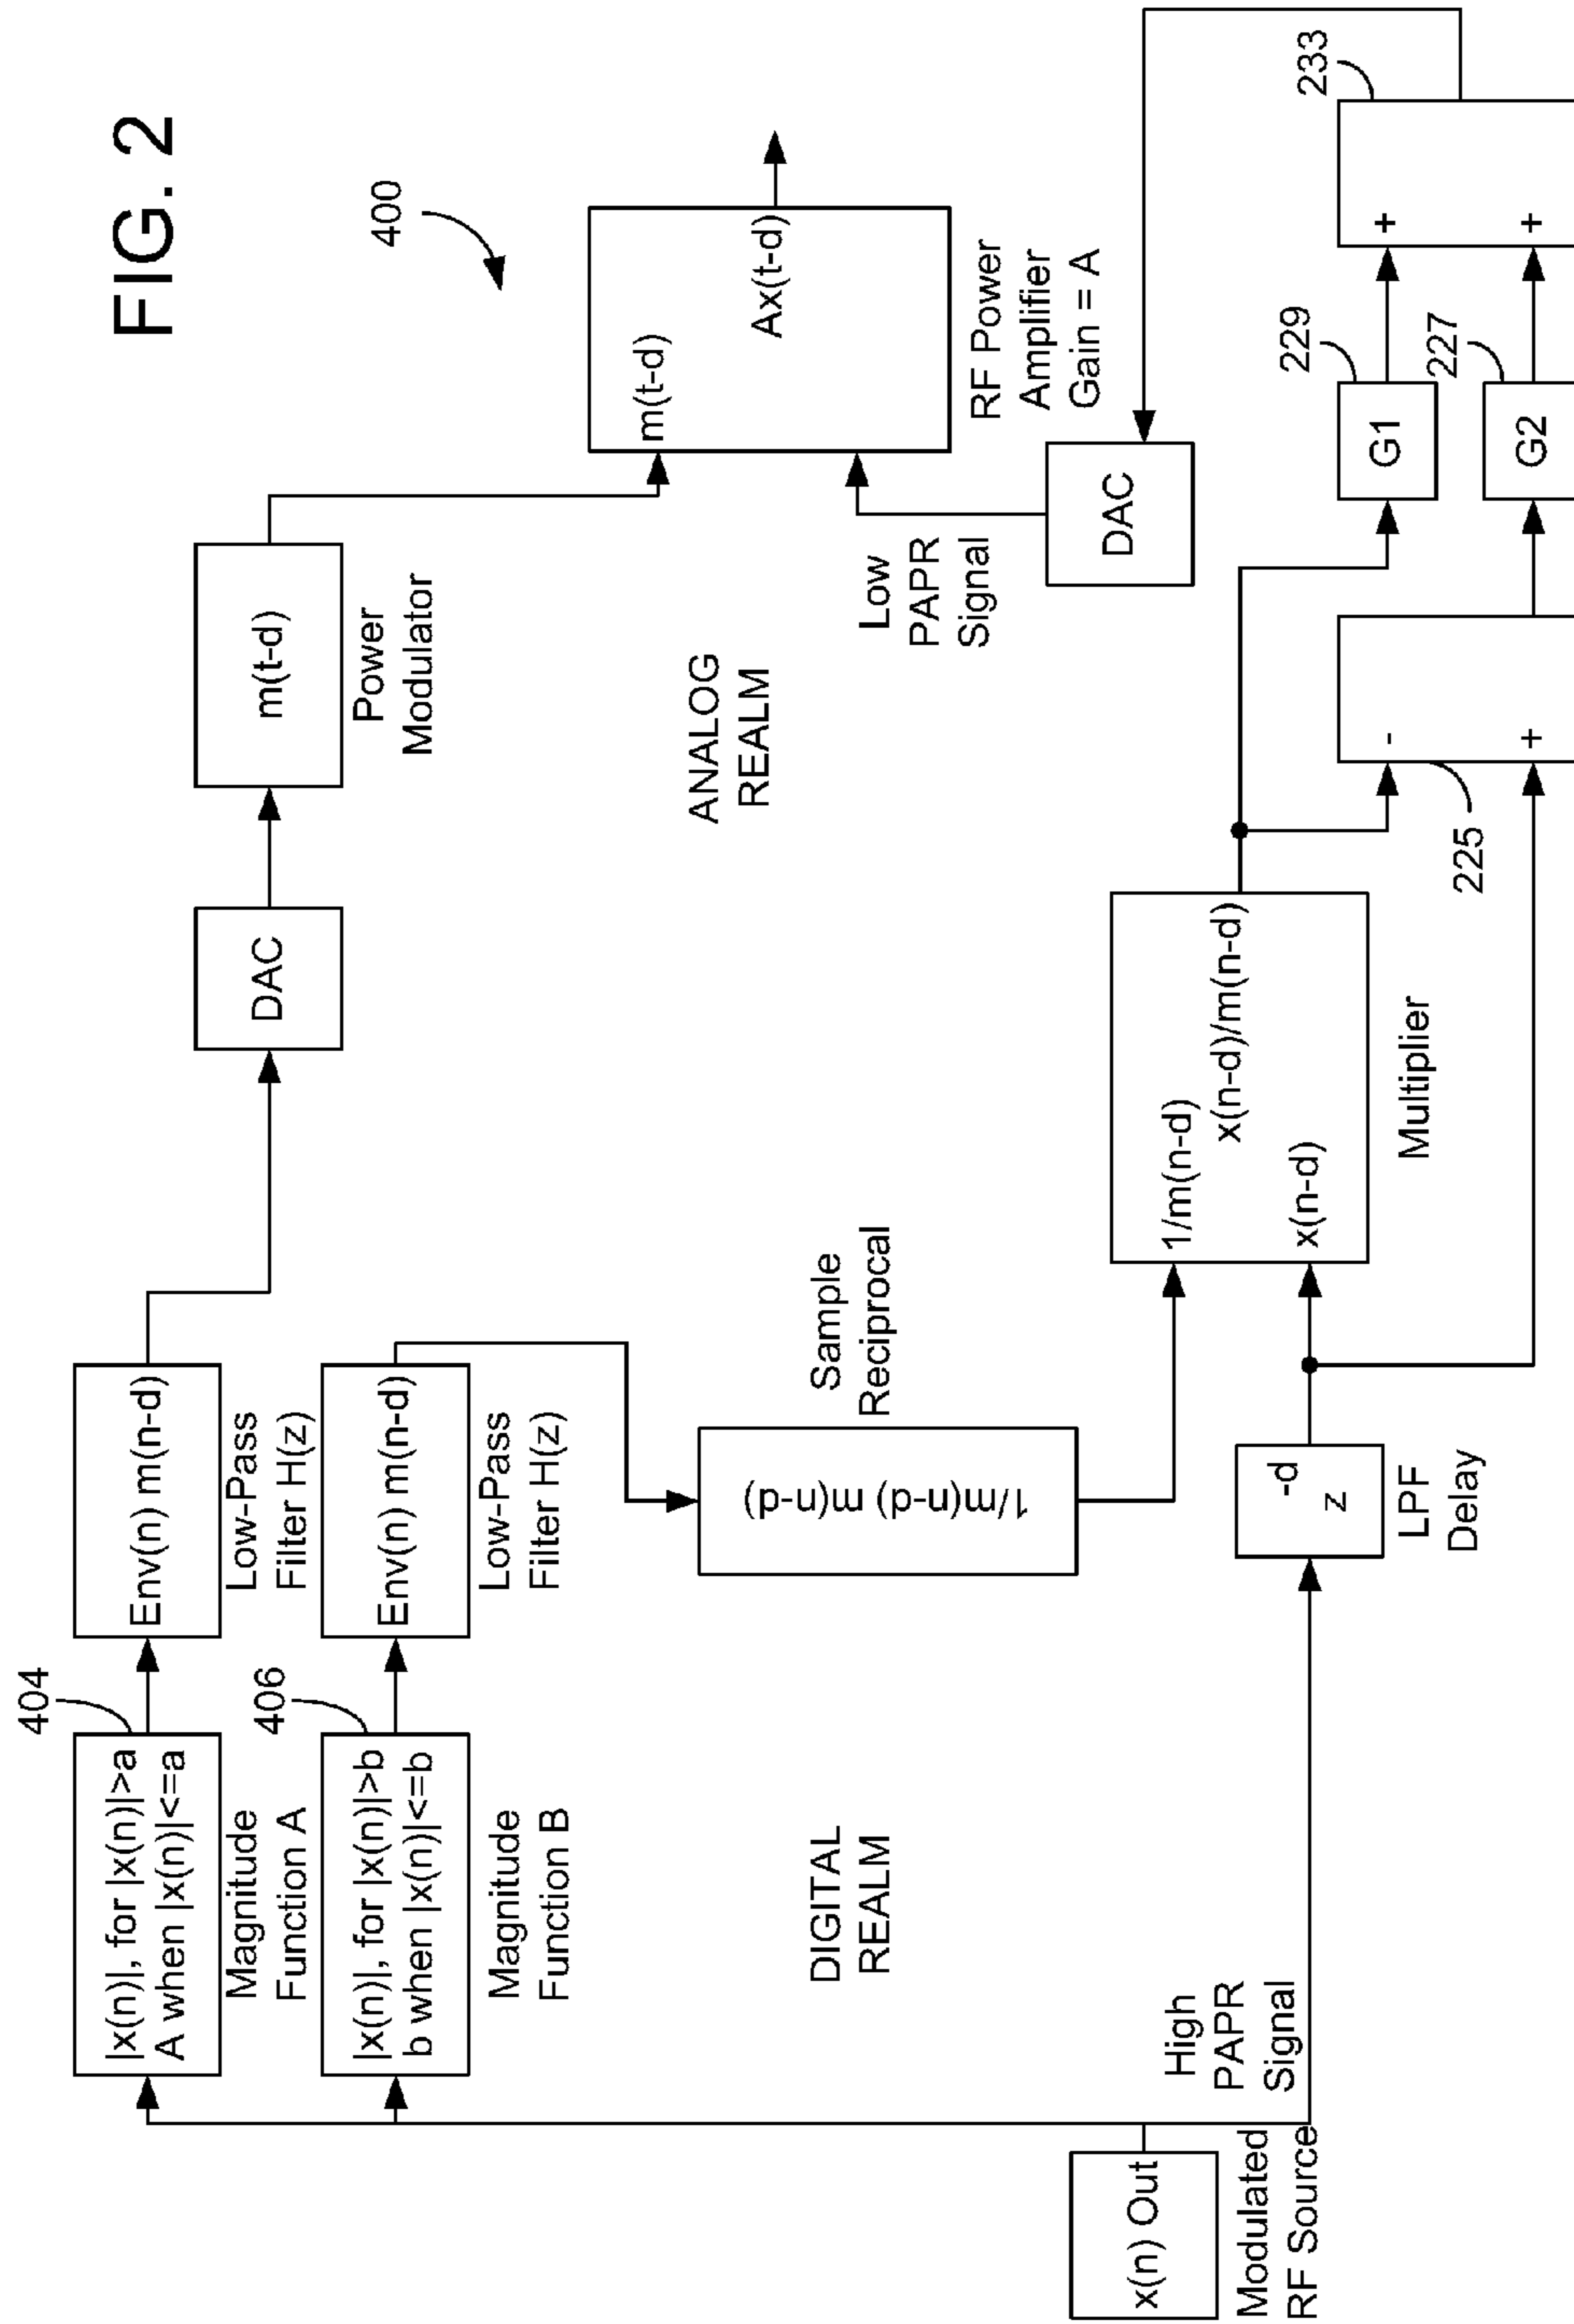 FIG. 2
400
404
|x(n)|, for |x(n)|>a
A when |x(n)|<=a
Magnitude
Function A
Env(n) m(n-d)
Low-Pass
Filter H(z)
DAC
m(t-d)
Power
Modulator
406
|x(n)|, for |x(n)|>b
b when |x(n)|<=b
Magnitude
Function B
Env(n) m(n-d)
Low-Pass
Filter H(z)
m(t-d)
Ax(t-d)
RF Power
Amplifier
Gain = A
ANALOG
REALM
DIGITAL
REALM
Sample
Reciprocal
1/m(n-d) m(n-d)
Low
PAPR
Signal
DAC
x(n) Out
Modulated
RF Source
High
PAPR
Signal
-d
z
LPF
Delay
1/m(n-d)
x(n-d)/m(n-d)
x(n-d)
Multiplier
225
-
+
229
G1
227
G2
233
+
+